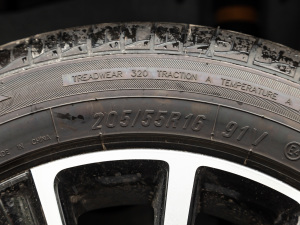 TREADWEAR 320 TRACTION A TEMPERATURE A
205/55R16 91V